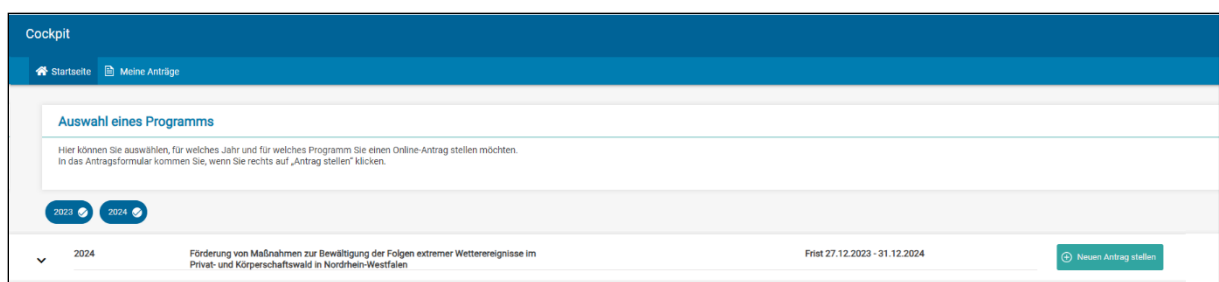 Cockpit
Startseite Meine Anträge
Auswahl eines Programms
Hier können Sie auswählen, für welches Jahr und für welches Programm Sie einen Online-Antrag stellen möchten.
In das Antragsformular kommen Sie, wenn Sie rechts auf „Antrag stellen" klicken.
2023 2024
2024 Förderung von Maßnahmen zur Bewältigung der Folgen extremer Wetterereignisse im Frist 27.12.2023 - 31.12.2024 Neuen Antrag stellen
Privat- und Körperschaftswald in Nordrhein-Westfalen